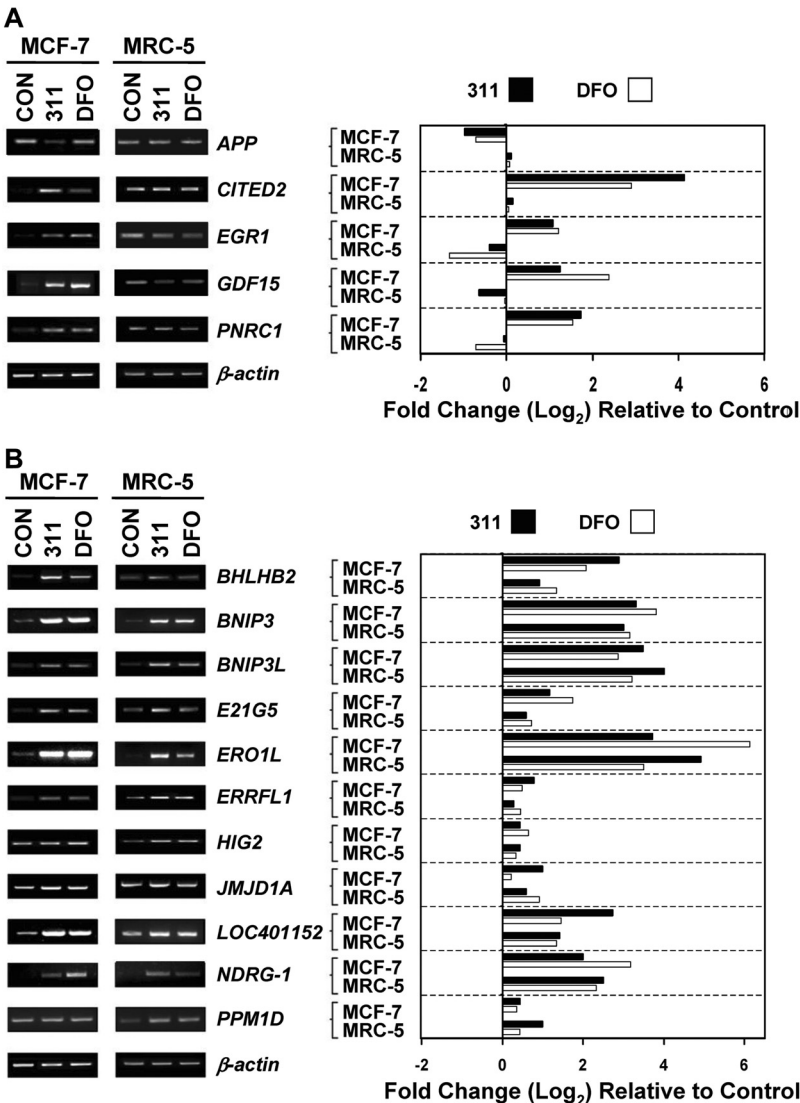 A
MCF-7 MRC-5
CON 311 DFO CON 311 DFO
311 DFO
APP MCF-7
MRC-5
CITED2 MCF-7
MRC-5
EGR1 MCF-7
MRC-5
GDF15 MCF-7
MRC-5
PNRC1 MCF-7
MRC-5
β-actin
-2 0 2 4 6
Fold Change (Log2) Relative to Control
B
MCF-7 MRC-5
CON 311 DFO CON 311 DFO
311 DFO
BHLHB2 MCF-7
MRC-5
BNIP3 MCF-7
MRC-5
BNIP3L MCF-7
MRC-5
E21G5 MCF-7
MRC-5
ERO1L MCF-7
MRC-5
ERRFL1 MCF-7
MRC-5
HIG2 MCF-7
MRC-5
JMJD1A MCF-7
MRC-5
LOC401152 MCF-7
MRC-5
NDRG-1 MCF-7
MRC-5
PPM1D MCF-7
MRC-5
β-actin
-2 0 2 4 6
Fold Change (Log2) Relative to Control